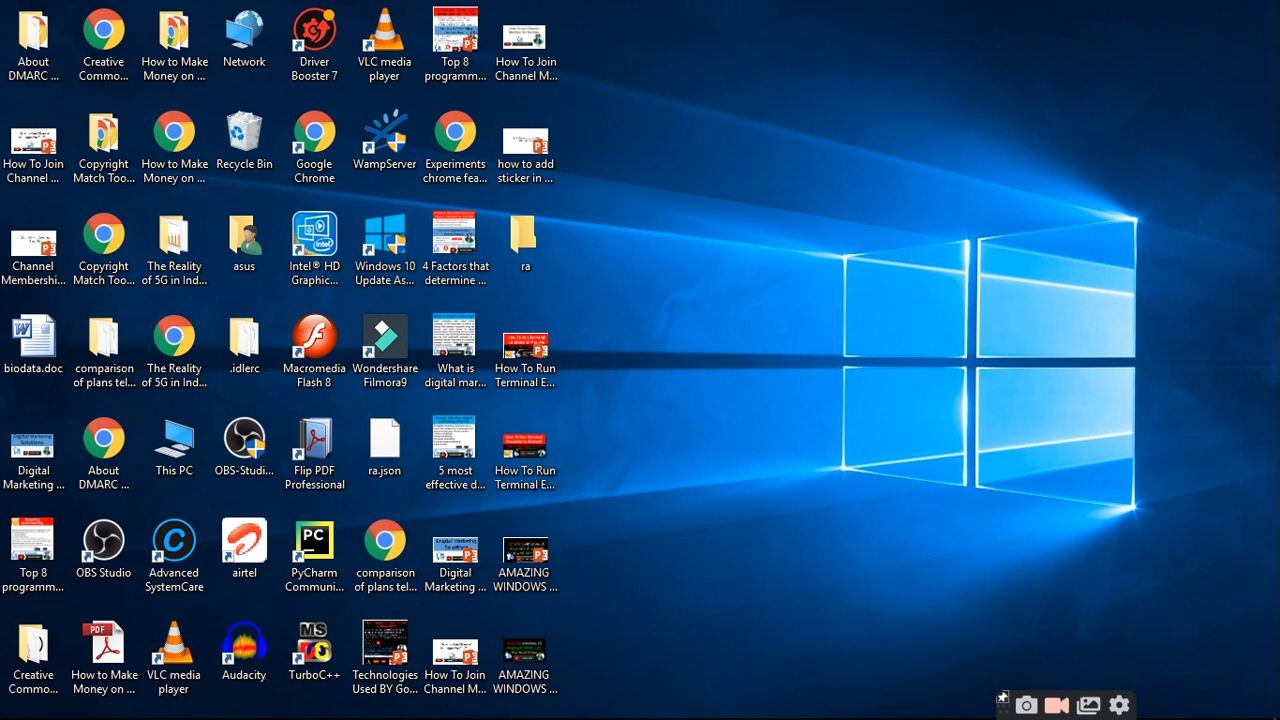 About
DMARC ...
Creative
Commo...
How to Make
Money on ...
Network
Driver
Booster 7
VLC media
player
Top 8
programm...
How To Join
Channel M...
How To Join
Channel ...
Copyright
Match Too...
How to Make
Money on ...
Recycle Bin
Google
Chrome
WampServer
Experiments
chrome fea...
how to add
sticker in ...
Channel
Membershi...
Copyright
Match Too...
The Reality
of 5G in Ind...
asus
Intel® HD
Graphic...
Windows 10
Update As...
4 Factors that
determine ...
ra
biodata.doc
comparison
of plans tel...
The Reality
of 5G in Ind...
.idlerc
Macromedia
Flash 8
Wondershare
Filmora9
What is
digital mar...
How To Run
Terminal E...
Digital
Marketing ...
About
DMARC ...
This PC
OBS-Studi...
Flip PDF
Professional
ra.json
5 most
effective d...
How To Run
Terminal E...
Top 8
programm...
OBS Studio
Advanced
SystemCare
airtel
PyCharm
Communi...
comparison
of plans tel...
Digital
Marketing ...
AMAZING
WINDOWS ...
Creative
Commo...
How to Make
Money on ...
VLC media
player
Audacity
TurboC++
Technologies
Used BY Go...
How To Join
Channel M...
AMAZING
WINDOWS ...